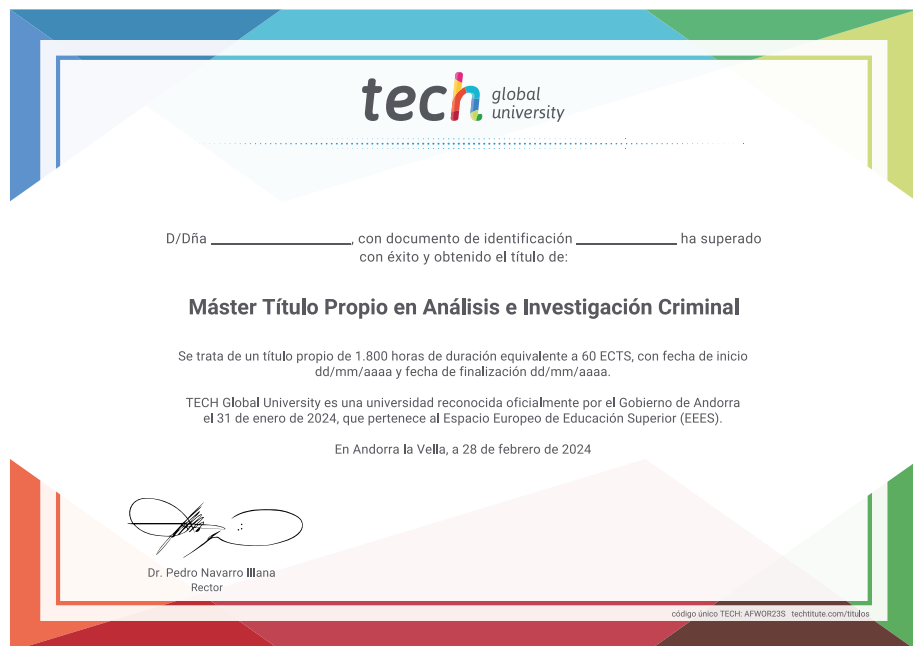 tech global university
D/Dña ________________, con documento de identificación ____________ ha superado
con éxito y obtenido el título de:
Máster Título Propio en Análisis e Investigación Criminal
Se trata de un título propio de 1.800 horas de duración equivalente a 60 ECTS, con fecha de inicio
dd/mm/aaaa y fecha de finalización dd/mm/aaaa.
TECH Global University es una universidad reconocida oficialmente por el Gobierno de Andorra
el 31 de enero de 2024, que pertenece al Espacio Europeo de Educación Superior (EEES).
En Andorra la Vella, a 28 de febrero de 2024
Dr. Pedro Navarro Illana
Rector
código único TECH: AFWOR23S techtitute.com/titulos